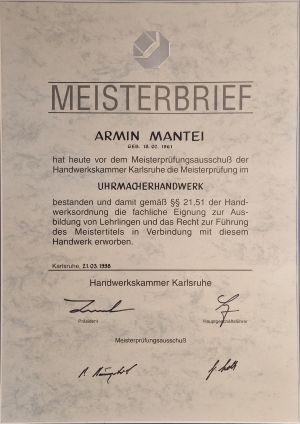 MEISTERBRIEF
ARMIN MANTEI
GEB. 18.02. 1961
hat heute vor dem Meisterprüfungsausschuß der
Handwerkskammer Karlsruhe die Meisterprüfung im
UHRMACHERHANDWERK
bestanden und damit gemäß §§ 21,51 der Hand-
werksordnung die fachliche Eignung zur Aus-
bildung von Lehrlingen und das Recht zur Führung
des Meistertitels in Verbindung mit diesem
Handwerk erworben.
Karlsruhe, 21.03.1998
Handwerkskammer Karlsruhe
Präsident
Hauptgeschäftsführer
Meisterprüfungsausschuß